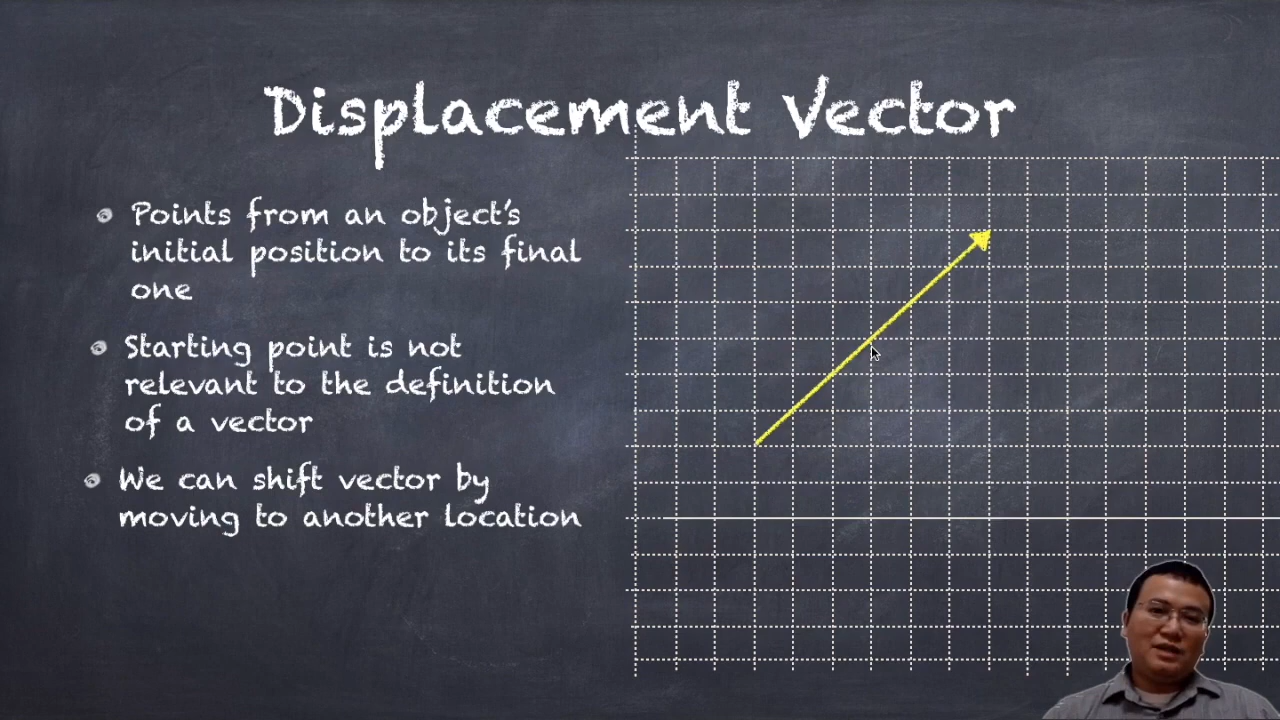 Displacement Vector
Points from an object's
initial position to its final
one
Starting point is not
relevant to the definition
of a vector
We can shift vector by
moving to another location